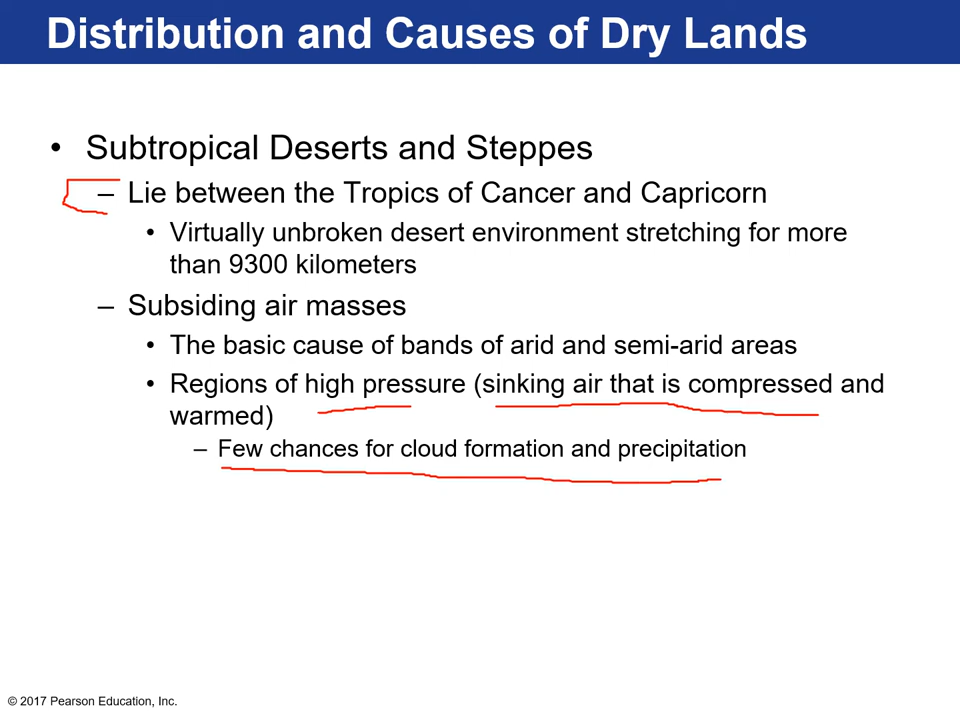 Distribution and Causes of Dry Lands
• Subtropical Deserts and Steppes
– Lie between the Tropics of Cancer and Capricorn
• Virtually unbroken desert environment stretching for more
than 9300 kilometers
– Subsiding air masses
• The basic cause of bands of arid and semi-arid areas
• Regions of high pressure (sinking air that is compressed and
warmed)
– Few chances for cloud formation and precipitation
© 2017 Pearson Education, Inc.